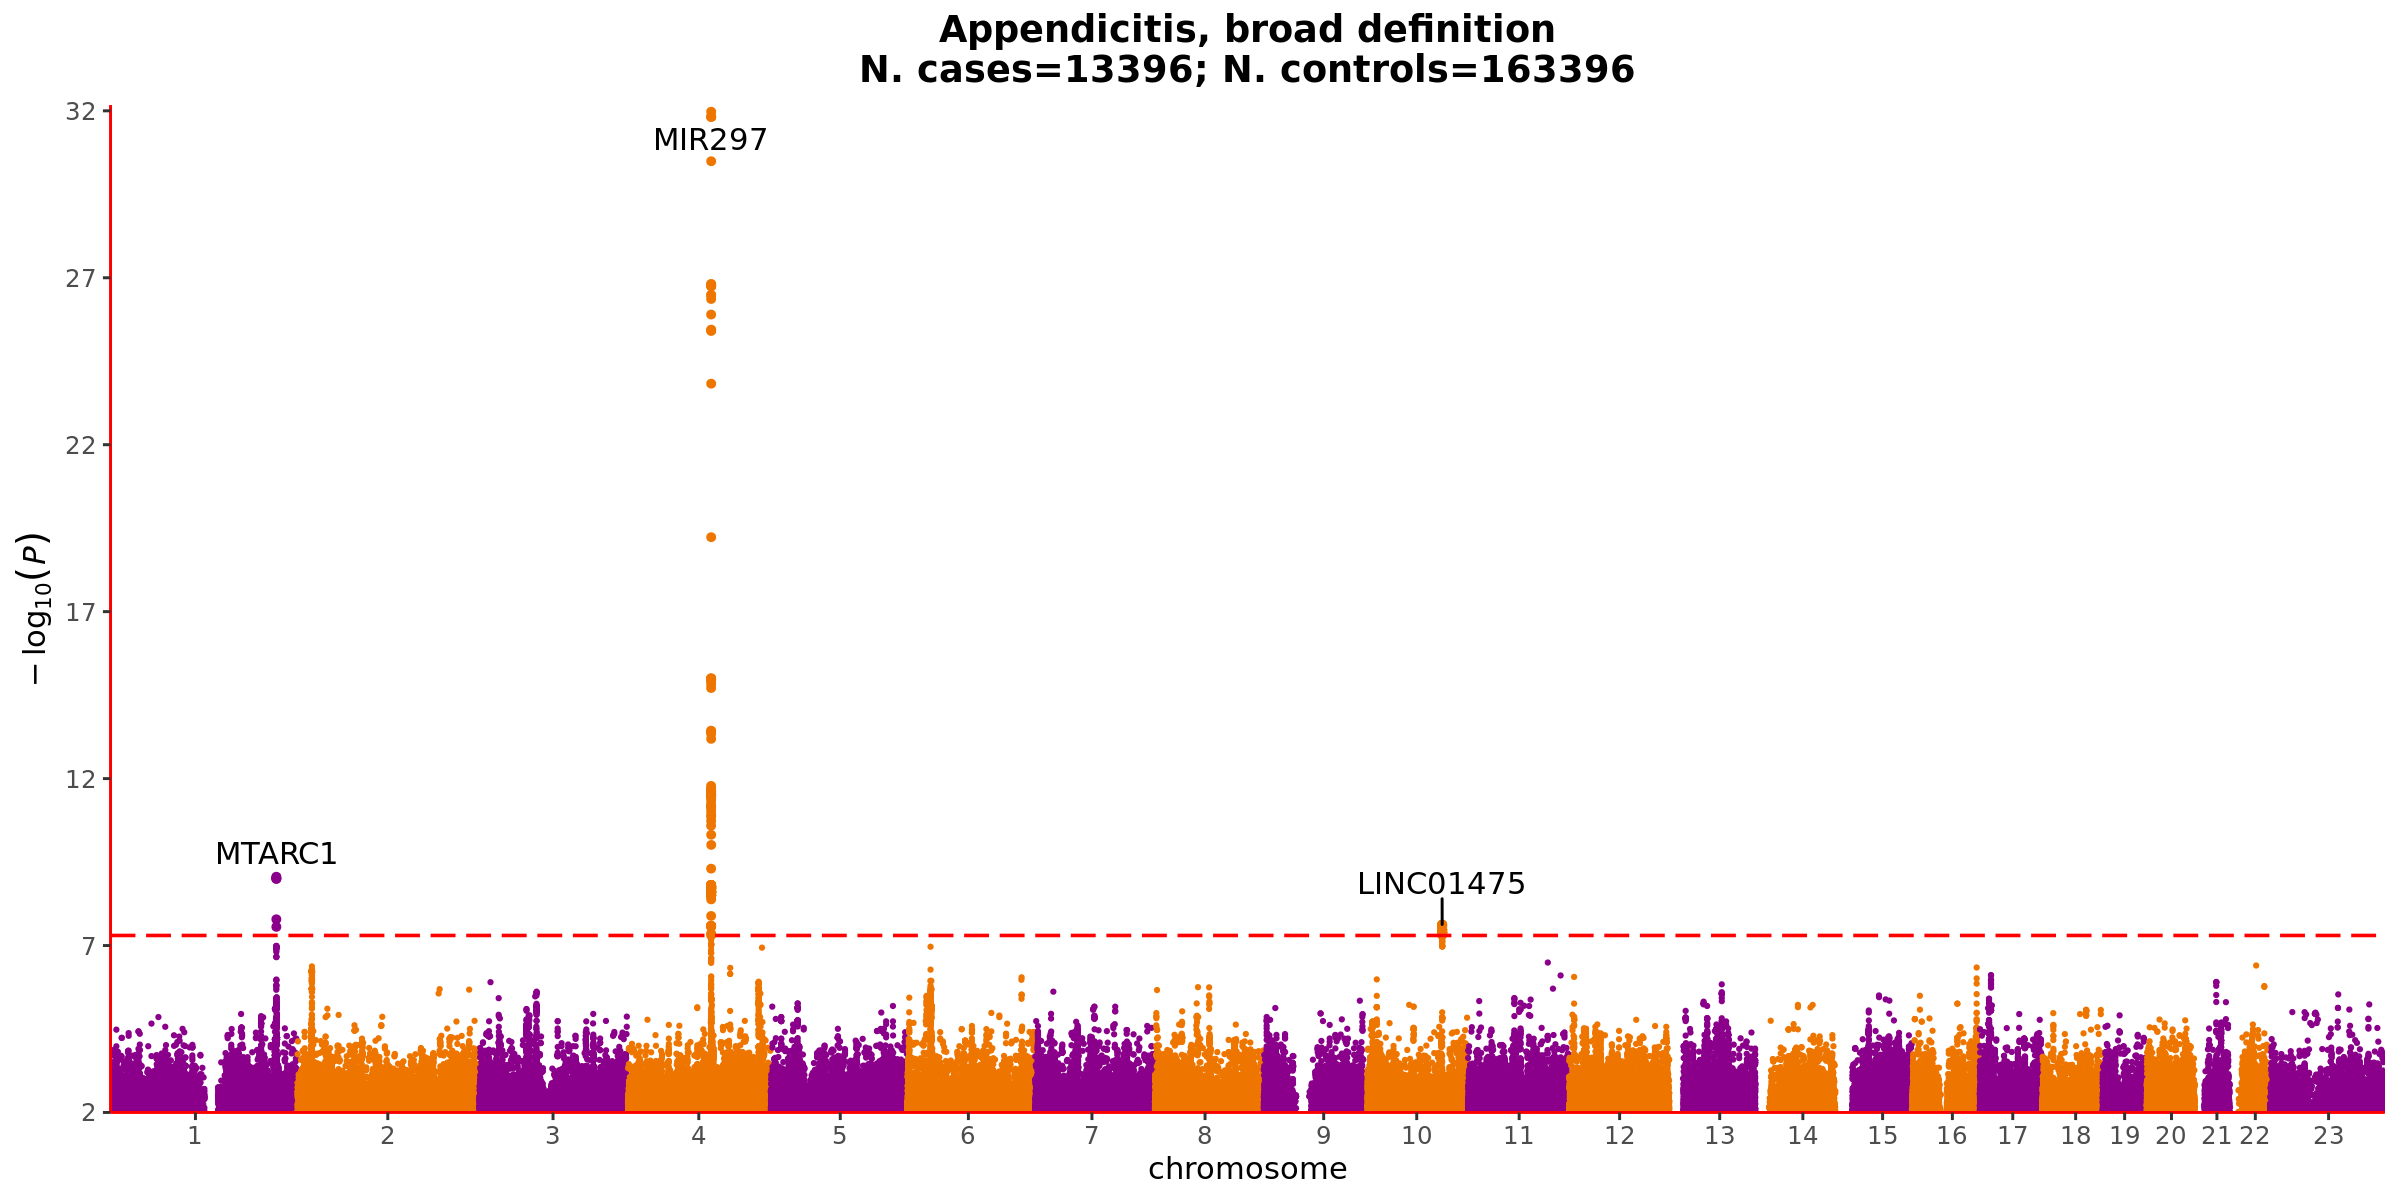 Appendicitis, broad definition
N. cases=13396; N. controls=163396
32
MIR297
27
22
17
12
MTARC1
LINC01475
7
2
− log10(P)
1 2 3 4 5 6 7 8 9 10 11 12 13 14 15 16 17 18 19 20 21 22 23
chromosome